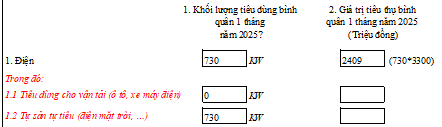 1. Khối lượng tiêu dùng bình quân 1 tháng năm 2025?
2. Giá trị tiêu thụ bình quân 1 tháng năm 2025 (Triệu đồng)
1. Điện 730 KW 2409 (730*3300)
Trong đó:
1.1 Tiêu dùng cho vận tải (ô tô, xe máy điện) 0 KW
1.2 Tự sản tự tiêu (điện mặt trời, ...) 730 KW